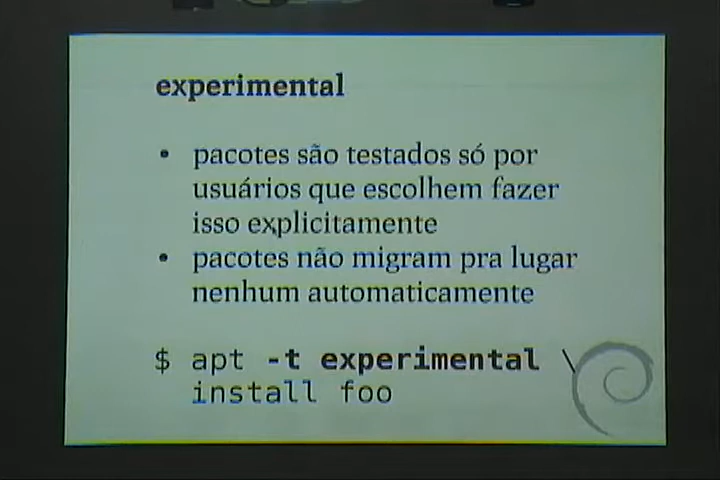 experimental
• pacotes são testados só por
usuários que escolhem fazer
isso explicitamente
• pacotes não migram pra lugar
nenhum automaticamente
$ apt -t experimental \
install foo